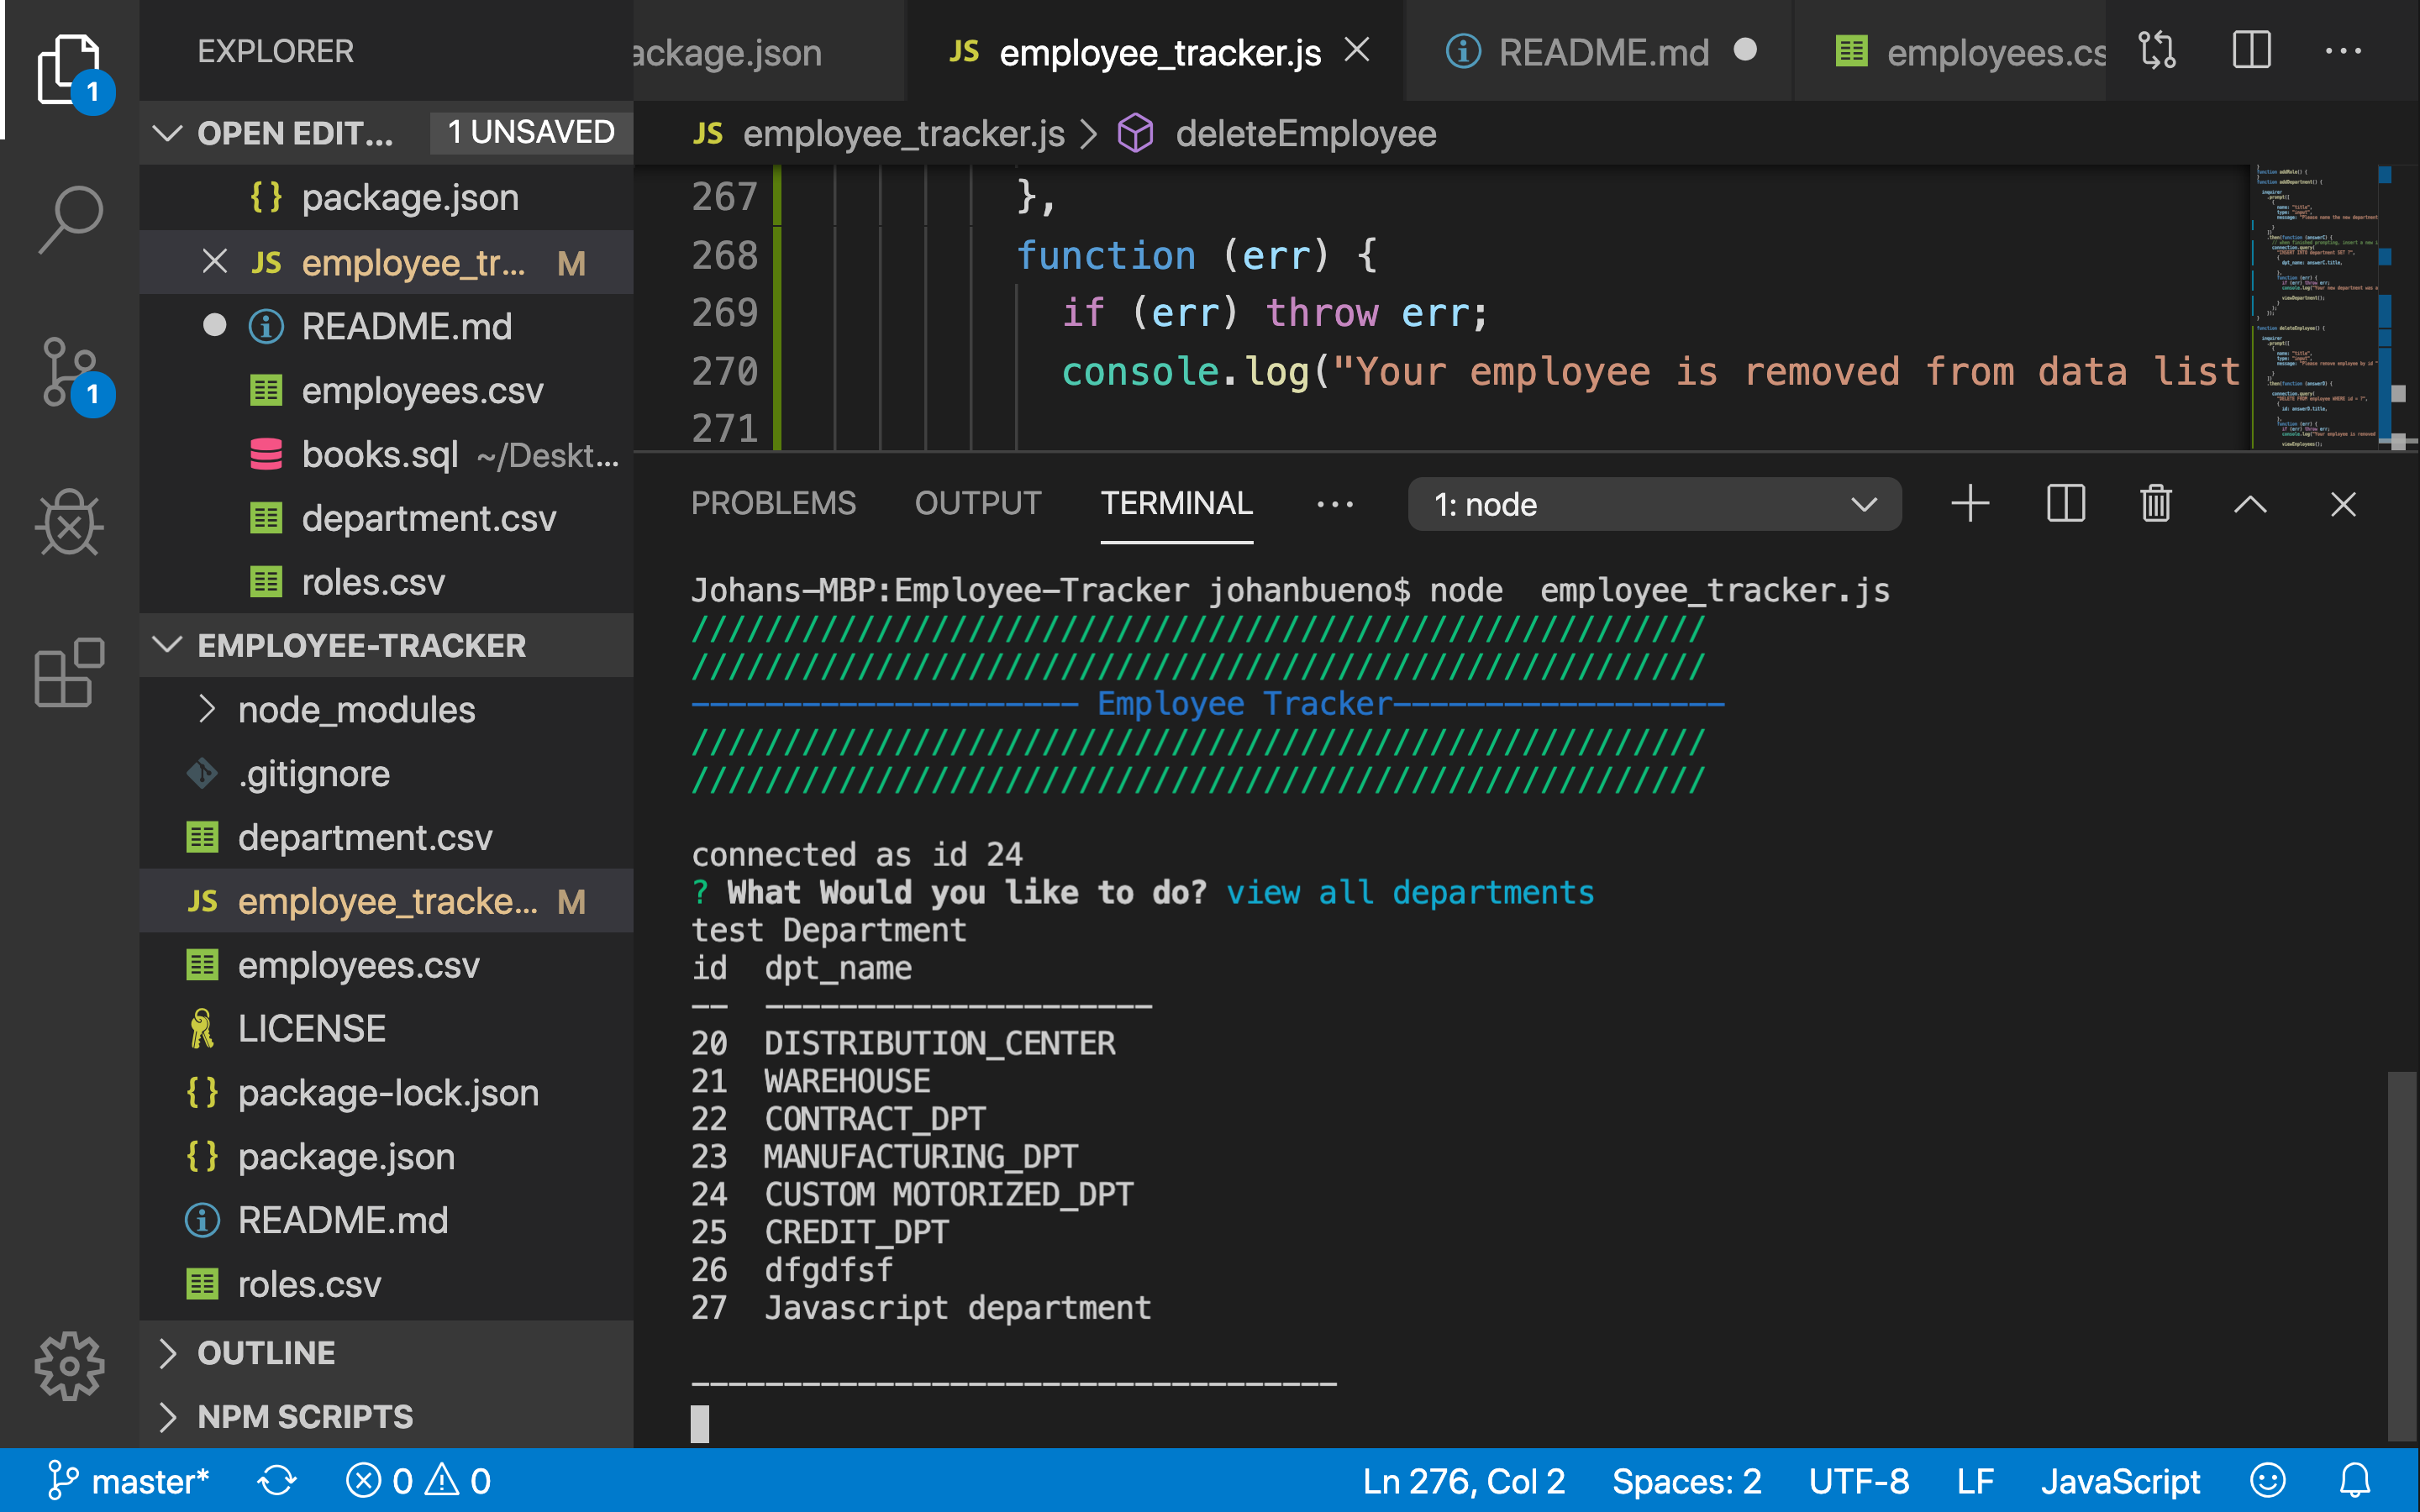 EXPLORER
ackage.json
JS employee_tracker.js
README.md
employees.cs
1
OPEN EDIT... 1 UNSAVED
JS employee_tracker.js > deleteEmployee
{} package.json
JS employee_tr... M
README.md
employees.csv
books.sql ~/Deskt...
department.csv
roles.csv
1
267 },
268 function (err) {
269 if (err) throw err;
270 console.log("Your employee is removed from data list
271
EMPLOYEE-TRACKER
node_modules
.gitignore
department.csv
JS employee_tracke... M
employees.csv
LICENSE
{} package-lock.json
{} package.json
README.md
roles.csv
OUTLINE
NPM SCRIPTS
PROBLEMS OUTPUT TERMINAL ... 1: node
Johans-MBP:Employee-Tracker johanbueno$ node  employee_tracker.js
///////////////////////////////////////////////////////
///////////////////////////////////////////////////////
--------------------- Employee Tracker------------------
///////////////////////////////////////////////////////
///////////////////////////////////////////////////////
connected as id 24
? What Would you like to do? view all departments
test Department
id  dpt_name
--  ---------------------
20  DISTRIBUTION_CENTER
21  WAREHOUSE
22  CONTRACT_DPT
23  MANUFACTURING_DPT
24  CUSTOM MOTORIZED_DPT
25  CREDIT_DPT
26  dfgdfsf
27  Javascript department
-----------------------------------
master* 0 0 Ln 276, Col 2 Spaces: 2 UTF-8 LF JavaScript